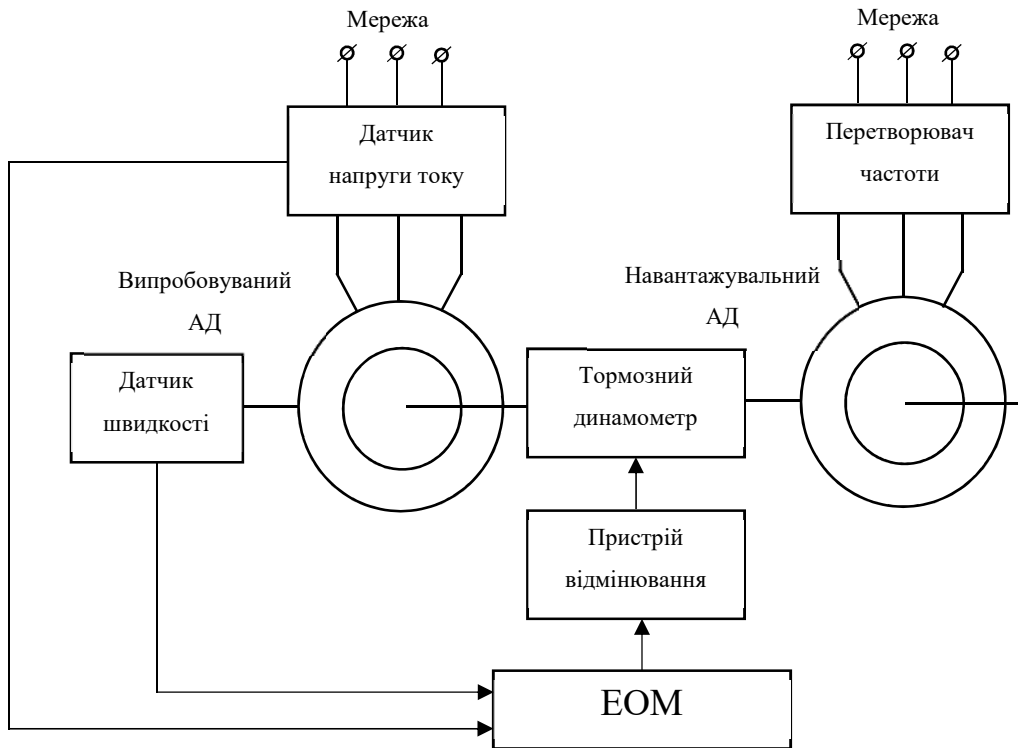 Мережа
Мережа
Датчик
напруги току
Перетворювач
частоти
Випробовуваний
АД
Навантажувальний
АД
Датчик
швидкості
Тормозний
динамометр
Пристрій
відмінювання
ЕОМ